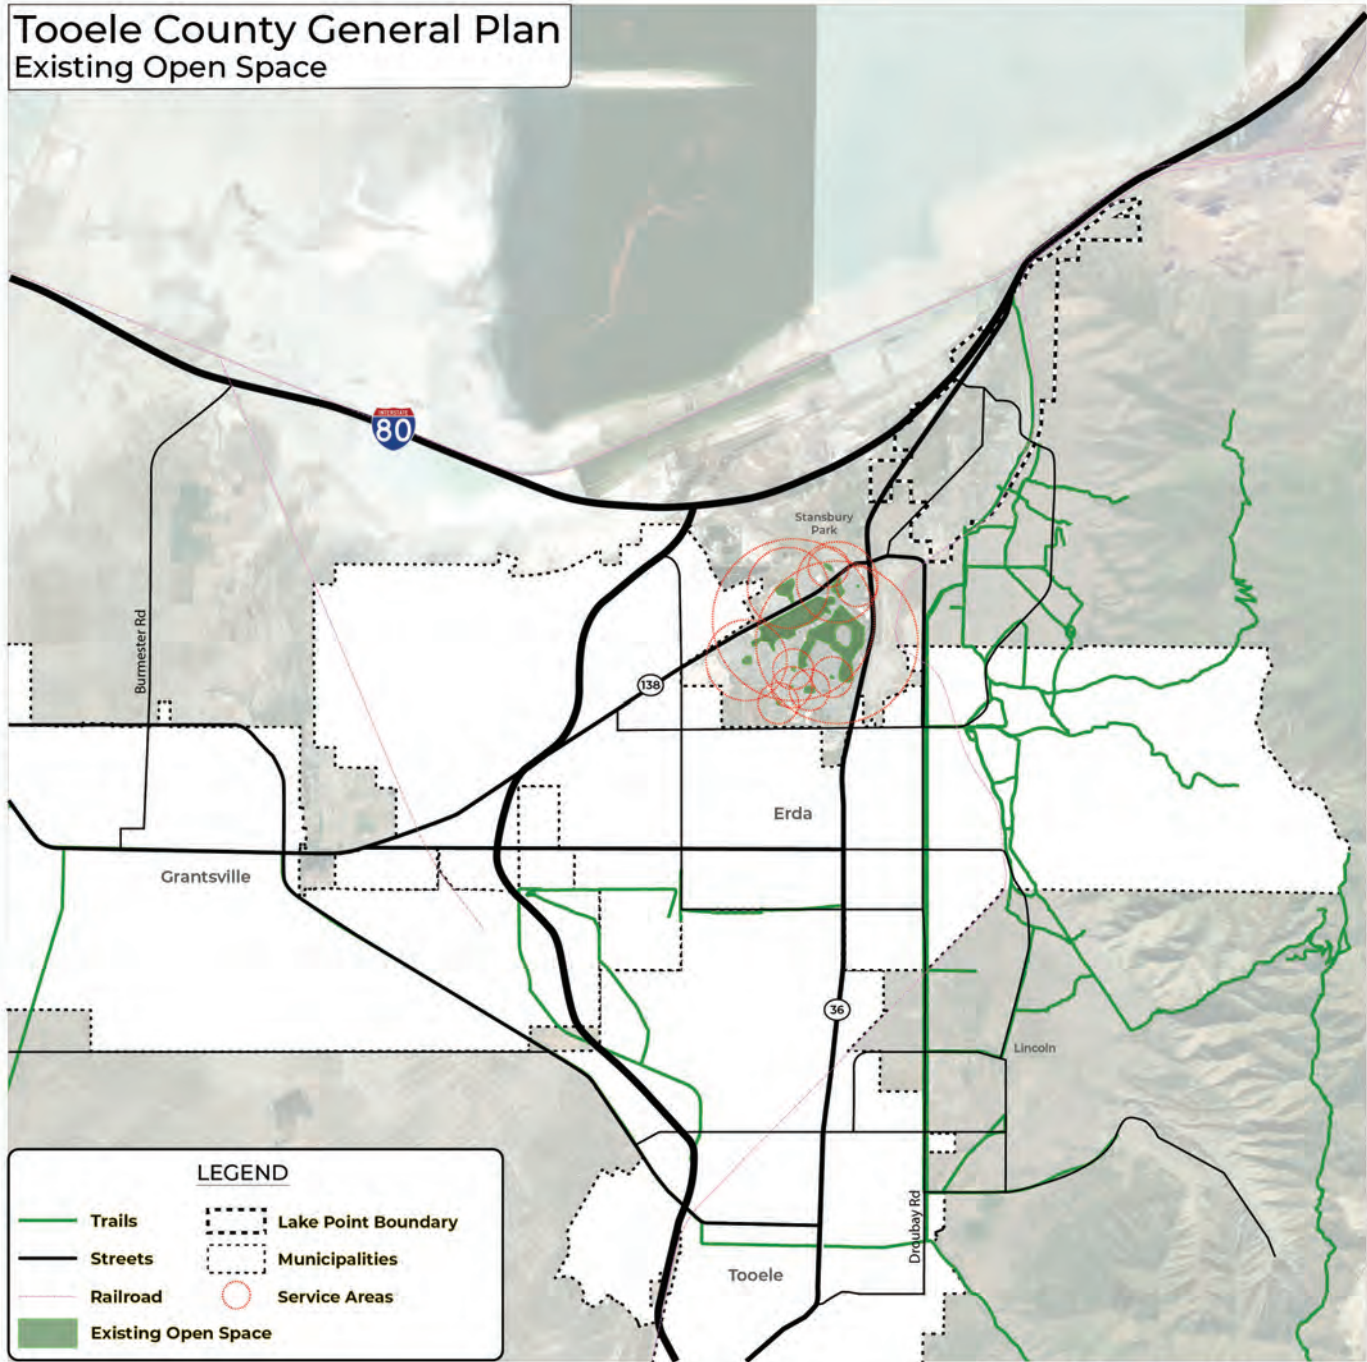 Tooele County General Plan
Existing Open Space
INTERSTATE
80
Stansbury
Park
Burmester Rd
138
Erda
Grantsville
36
Lincoln
Droubay Rd
Tooele
LEGEND
Trails
Streets
Railroad
Existing Open Space
Lake Point Boundary
Municipalities
Service Areas